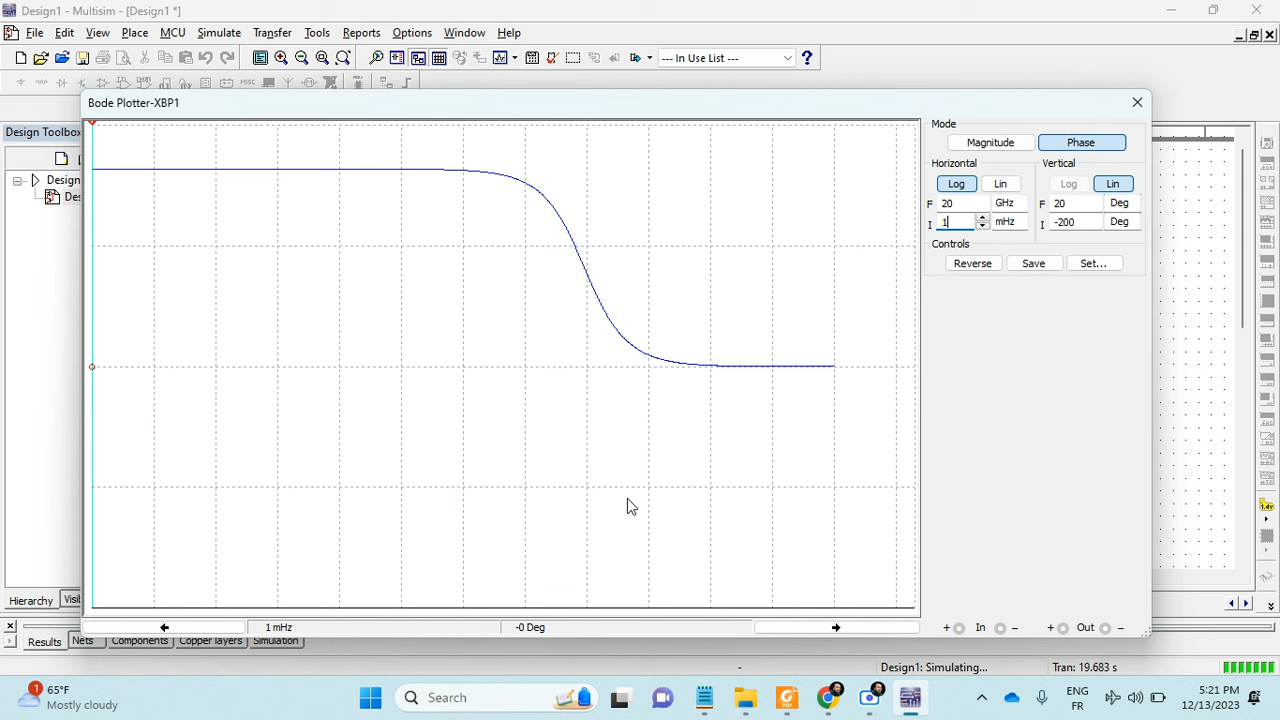 Design1 - Multisim - [Design1 *]
File Edit View Place MCU Simulate Transfer Tools Reports Options Window Help
--- In Use List ---
Design Toolbox
Bode Plotter-XBP1
Mode
Magnitude Phase
Horizontal Vertical
Log Lin Log Lin
F 20 GHz F 20 Deg
I 1 mHz I -200 Deg
Controls
Reverse Save Set...
Design
Des
Hierarchy Visib
1 mHz -0 Deg
+ In - + Out -
Results Nets Components Copper layers Simulation
- Design1: Simulating... Tran: 19.683 s
1
65°F
Mostly cloudy
Search
ENG
FR
5:21 PM
12/13/2023